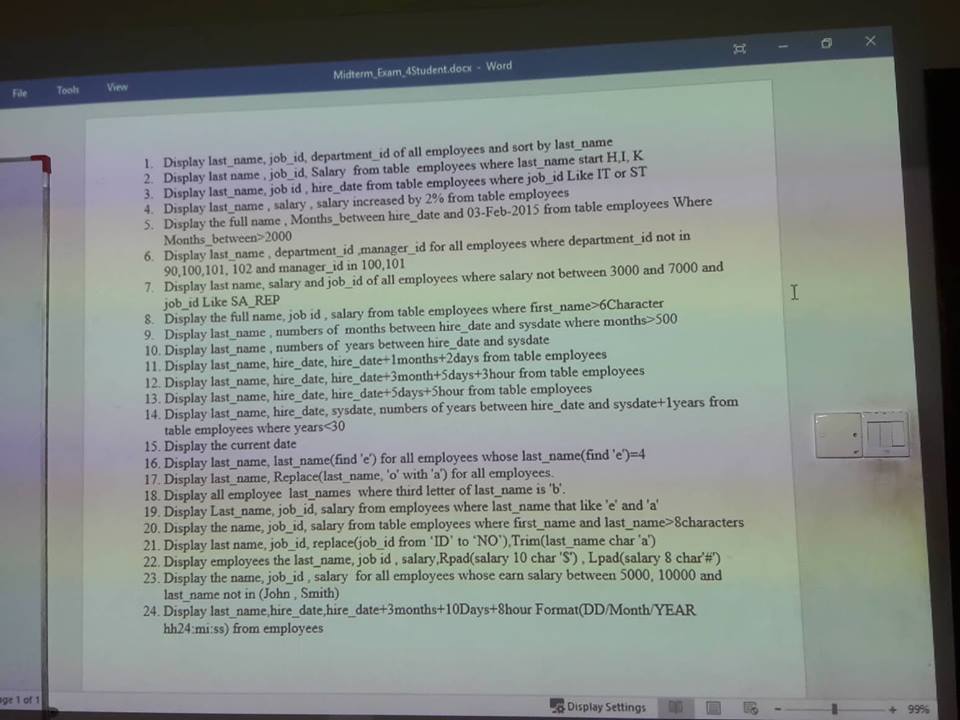 Midterm_Exam_4Student.docx - Word
File Tools View
1. Display last_name, job_id, department_id of all employees and sort by last_name
2. Display last name , job_id, Salary from table employees where last_name start H,I, K
3. Display last_name, job id , hire_date from table employees where job_id Like IT or ST
4. Display last_name , salary , salary increased by 2% from table employees
5. Display the full name , Months_between hire_date and 03-Feb-2015 from table employees Where
Months_between>2000
6. Display last_name , department_id ,manager_id for all employees where department_id not in
90,100,101, 102 and manager_id in 100,101
7. Display last name, salary and job_id of all employees where salary not between 3000 and 7000 and
job_id Like SA_REP
8. Display the full name, job id , salary from table employees where first_name>6Character
9. Display last_name , numbers of months between hire_date and sysdate where months>500
10. Display last_name , numbers of years between hire_date and sysdate
11. Display last_name, hire_date, hire_date+1months+2days from table employees
12. Display last_name, hire_date, hire_date+3month+5days+3hour from table employees
13. Display last_name, hire_date, hire_date+5days+5hour from table employees
14. Display last_name, hire_date, sysdate, numbers of years between hire_date and sysdate+1years from
table employees where years<30
15. Display the current date
16. Display last_name, last_name(find 'e') for all employees whose last_name(find 'e')=4
17. Display last_name, Replace(last_name, 'o' with 'a') for all employees.
18. Display all employee last_names where third letter of last_name is 'b'.
19. Display Last_name, job_id, salary from employees where last_name that like 'e' and 'a'
20. Display the name, job_id, salary from table employees where first_name and last_name>8characters
21. Display last name, job_id, replace(job_id from 'ID' to 'NO'),Trim(last_name char 'a')
22. Display employees the last_name, job id , salary,Rpad(salary 10 char '$') , Lpad(salary 8 char'#')
23. Display the name, job_id , salary for all employees whose earn salary between 5000, 10000 and
last_name not in (John , Smith)
24. Display last_name,hire_date,hire_date+3months+10Days+8hour Format(DD/Month/YEAR
hh24:mi:ss) from employees
age 1 of 1
Display Settings
99%